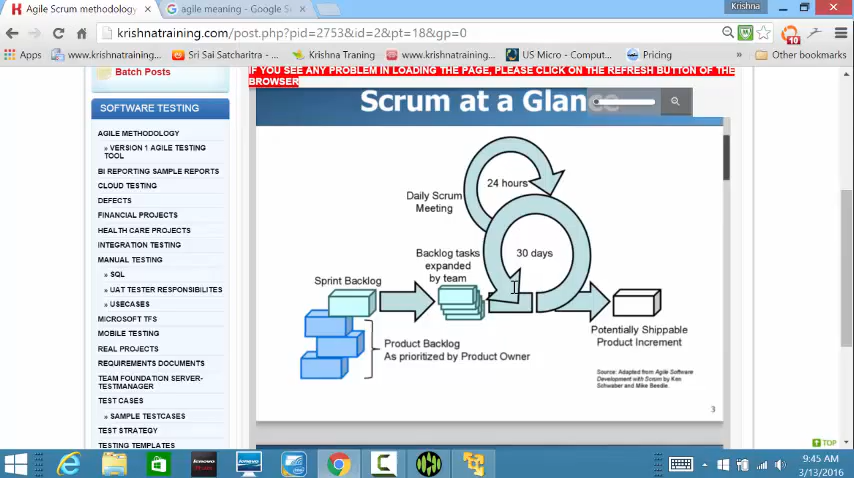 Krishna
Agile Scrum methodology
agile meaning - Google S
krishnatraining.com/post.php?pid=2753&id=2&pt=18&gp=0
Apps
www.krishnatraining.com
Sri Sai Satcharitra -
Krishna Traning
www.krishnatraining.com
US Micro - Comput...
Pricing
Other bookmarks
Batch Posts
IF YOU SEE ANY PROBLEM IN LOADING THE PAGE, PLEASE CLICK ON THE REFRESH BUTTON OF THE
BROWSER
SOFTWARE TESTING
AGILE METHODOLOGY
» VERSION 1 AGILE TESTING
TOOL
BI REPORTING SAMPLE REPORTS
CLOUD TESTING
DEFECTS
FINANCIAL PROJECTS
HEALTH CARE PROJECTS
INTEGRATION TESTING
MANUAL TESTING
» SQL
» UAT TESTER RESPONSIBILITES
» USECASES
MICROSOFT TFS
MOBILE TESTING
REAL PROJECTS
REQUIREMENTS DOCUMENTS
TEAM FOUNDATION SERVER-
TESTMANAGER
TEST CASES
» SAMPLE TESTCASES
TEST STRATEGY
TESTING TEMPLATES
Scrum at a Glance
24 hours
Daily Scrum
Meeting
Backlog tasks
expanded
by team
30 days
Sprint Backlog
Product Backlog
As prioritized by Product Owner
Potentially Shippable
Product Increment
Source: Adapted from Agile Software
Development with Scrum by Ken
Schwaber and Mike Beedle.
3
TOP
9:45 AM
3/13/2016